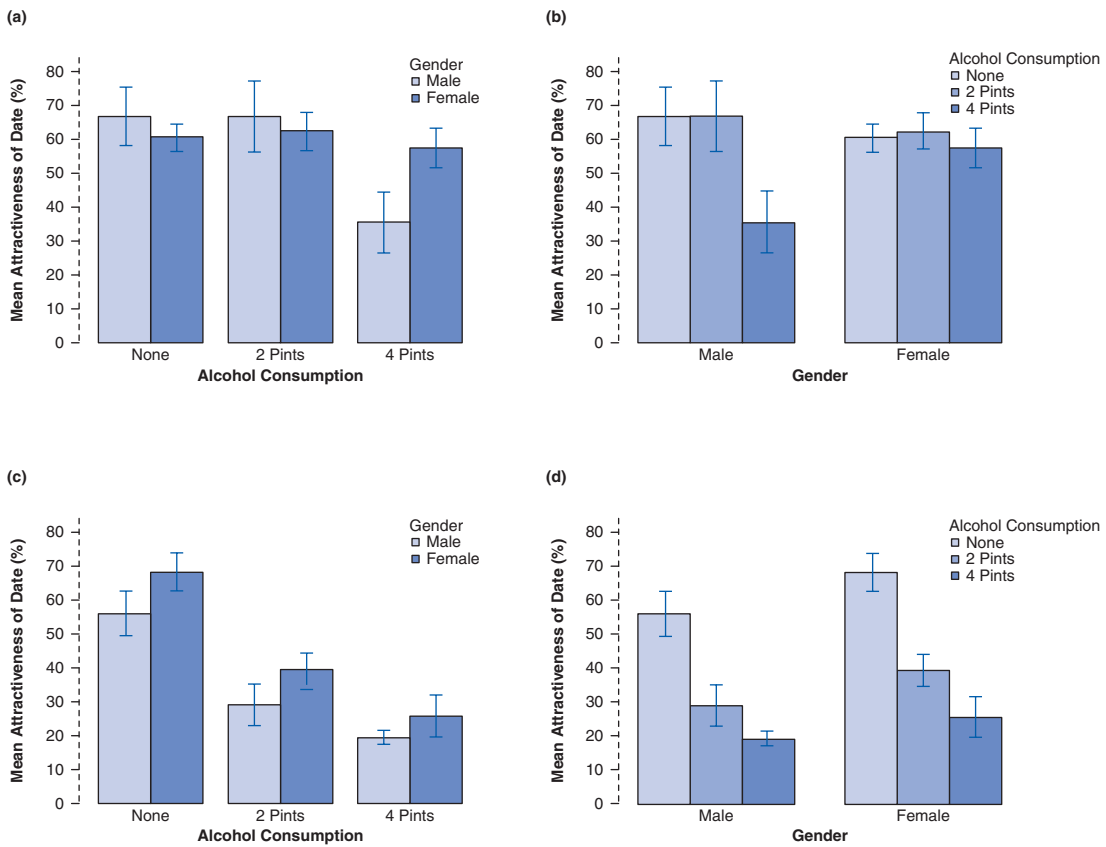 (a)
Mean Attractiveness of Date (%)
80
70
60
50
40
30
20
10
0
Gender
Male
Female
None
2 Pints
4 Pints
Alcohol Consumption
(b)
Mean Attractiveness of Date (%)
80
70
60
50
40
30
20
10
0
Alcohol Consumption
None
2 Pints
4 Pints
Male
Female
Gender
(c)
Mean Attractiveness of Date (%)
80
70
60
50
40
30
20
10
0
Gender
Male
Female
None
2 Pints
4 Pints
Alcohol Consumption
(d)
Mean Attractiveness of Date (%)
80
70
60
50
40
30
20
10
0
Alcohol Consumption
None
2 Pints
4 Pints
Male
Female
Gender